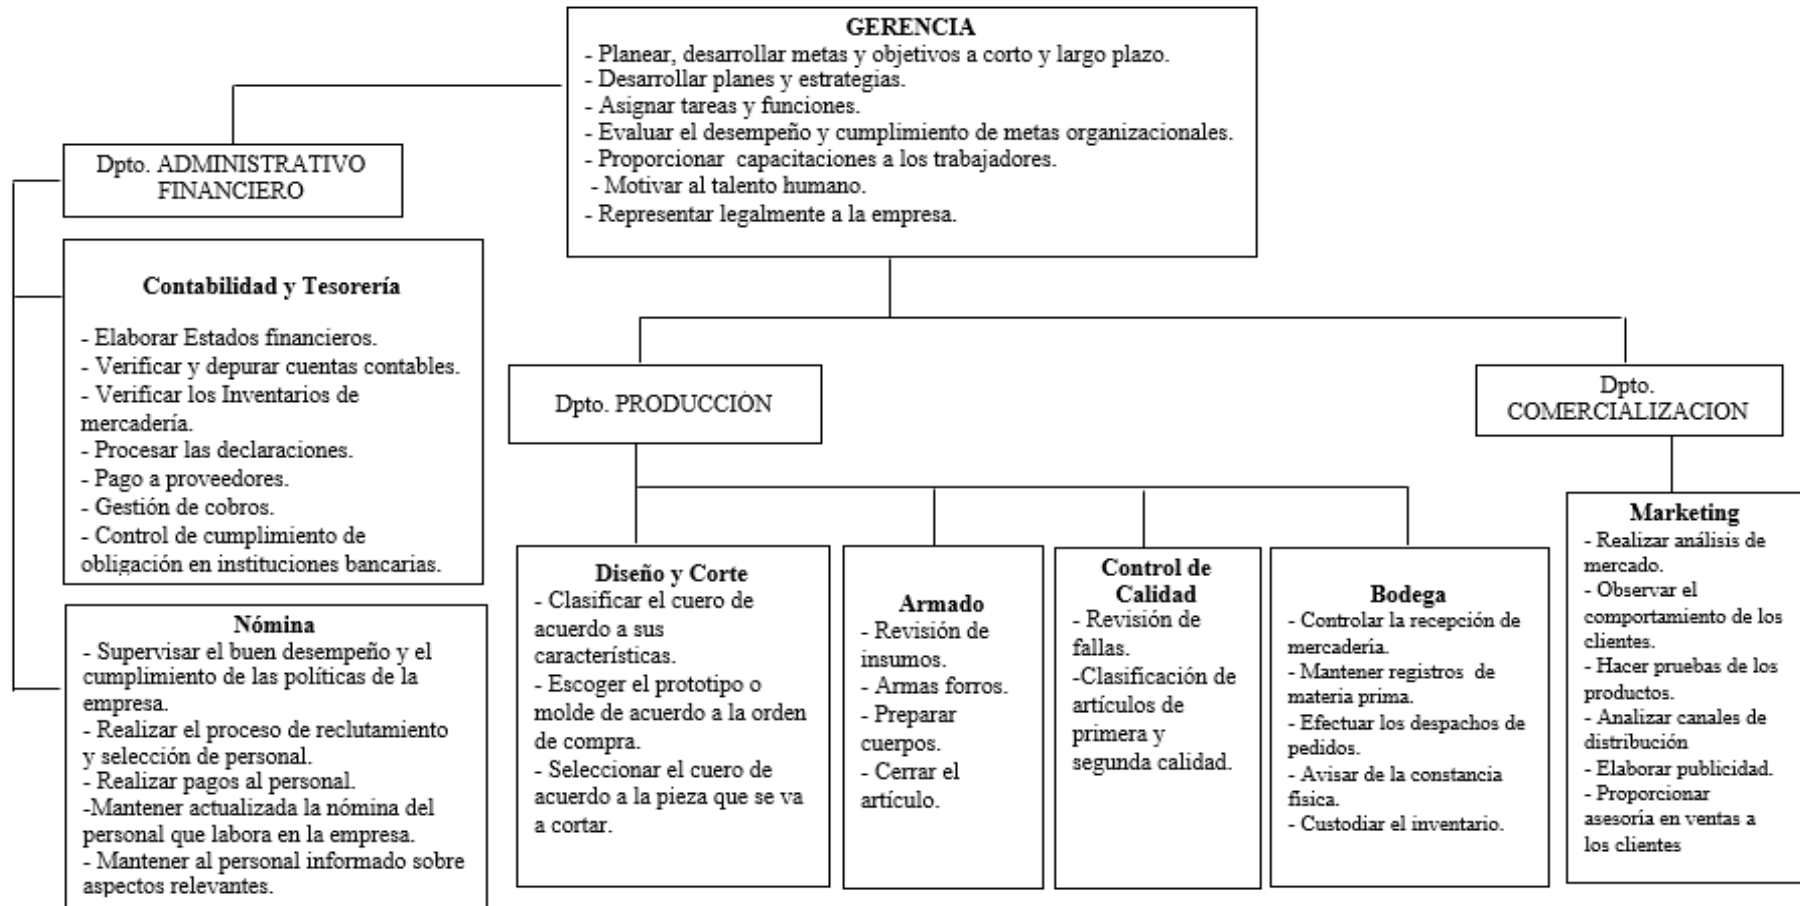 GERENCIA
- Planear, desarrollar metas y objetivos a corto y largo plazo.
- Desarrollar planes y estrategias.
- Asignar tareas y funciones.
- Evaluar el desempeño y cumplimiento de metas organizacionales.
- Proporcionar capacitaciones a los trabajadores.
- Motivar al talento humano.
- Representar legalmente a la empresa.
Dpto. ADMINISTRATIVO
FINANCIERO
Contabilidad y Tesorería
- Elaborar Estados financieros.
- Verificar y depurar cuentas contables.
- Verificar los Inventarios de
mercadería.
- Procesar las declaraciones.
- Pago a proveedores.
- Gestión de cobros.
- Control de cumplimiento de
obligación en instituciones bancarias.
Nómina
- Supervisar el buen desempeño y el
cumplimiento de las políticas de la
empresa.
- Realizar el proceso de reclutamiento
y selección de personal.
- Realizar pagos al personal.
-Mantener actualizada la nómina del
personal que labora en la empresa.
- Mantener al personal informado sobre
aspectos relevantes.
Dpto. PRODUCCIÓN
Diseño y Corte
- Clasificar el cuero de
acuerdo a sus
características.
- Escoger el prototipo o
molde de acuerdo a la orden
de compra.
- Seleccionar el cuero de
acuerdo a la pieza que se va
a cortar.
Armado
- Revisión de
insumos.
- Armas forros.
- Preparar
cuerpos.
- Cerrar el
artículo.
Control de
Calidad
- Revisión de
fallas.
-Clasificación de
artículos de
primera y
segunda calidad.
Bodega
- Controlar la recepción de
mercadería.
- Mantener registros de
materia prima.
- Efectuar los despachos de
pedidos.
- Avisar de la constancia
física.
- Custodiar el inventario.
Dpto.
COMERCIALIZACION
Marketing
- Realizar análisis de
mercado.
- Observar el
comportamiento de los
clientes.
- Hacer pruebas de los
productos.
- Analizar canales de
distribución
- Elaborar publicidad.
- Proporcionar
asesoría en ventas a
los clientes